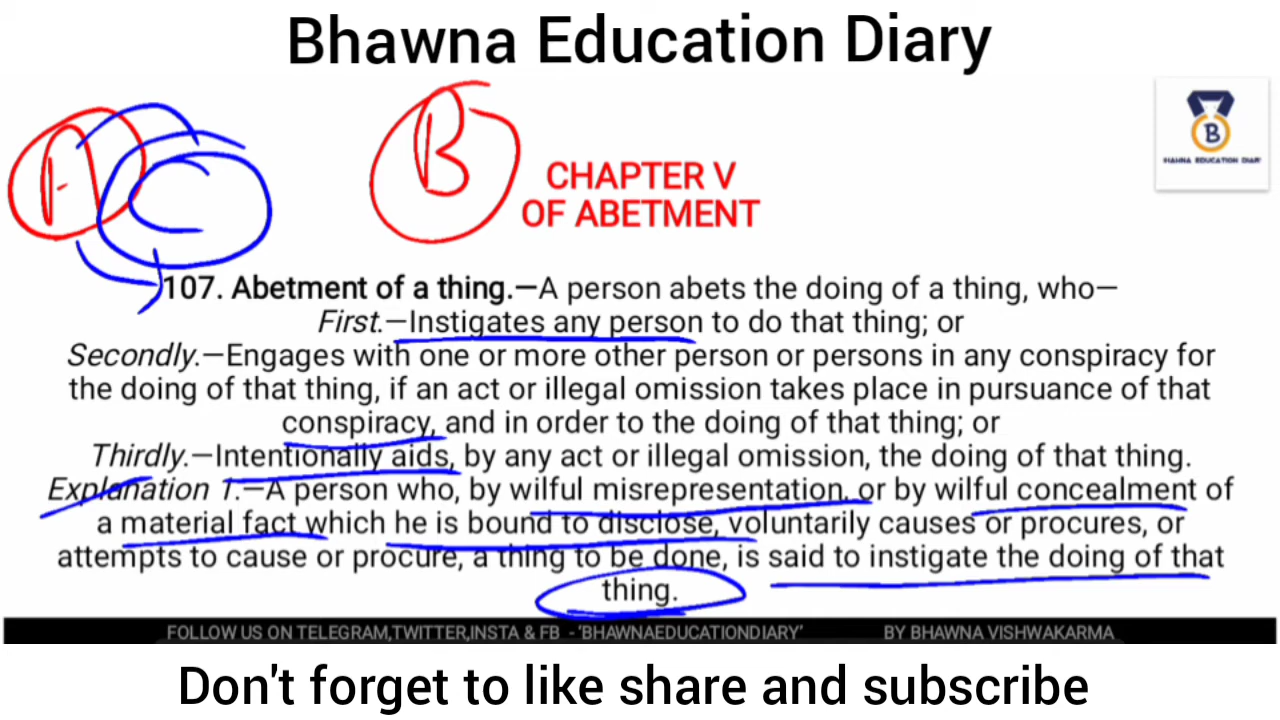 Bhawna Education Diary
A
B
B
BHAWNA EDUCATION DIARY
CHAPTER V
OF ABETMENT
107. Abetment of a thing.—A person abets the doing of a thing, who—
First.—Instigates any person to do that thing; or
Secondly.—Engages with one or more other person or persons in any conspiracy for
the doing of that thing, if an act or illegal omission takes place in pursuance of that
conspiracy, and in order to the doing of that thing; or
Thirdly.—Intentionally aids, by any act or illegal omission, the doing of that thing.
Explanation 1.—A person who, by wilful misrepresentation, or by wilful concealment of
a material fact which he is bound to disclose, voluntarily causes or procures, or
attempts to cause or procure, a thing to be done, is said to instigate the doing of that
thing.
FOLLOW US ON TELEGRAM,TWITTER,INSTA & FB - 'BHAWNAEDUCATIONDIARY' BY BHAWNA VISHWAKARMA
Don't forget to like share and subscribe